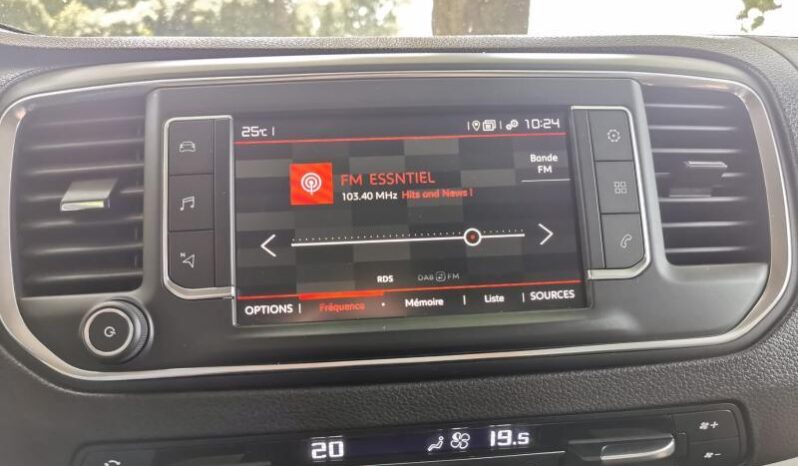 25°C
10:24
FM ESSNTIEL
Bande
FM
103.40 MHz Hits and News !
RDS
DAB FM
OPTIONS Fréquence Mémoire Liste SOURCES
N
20
19.5